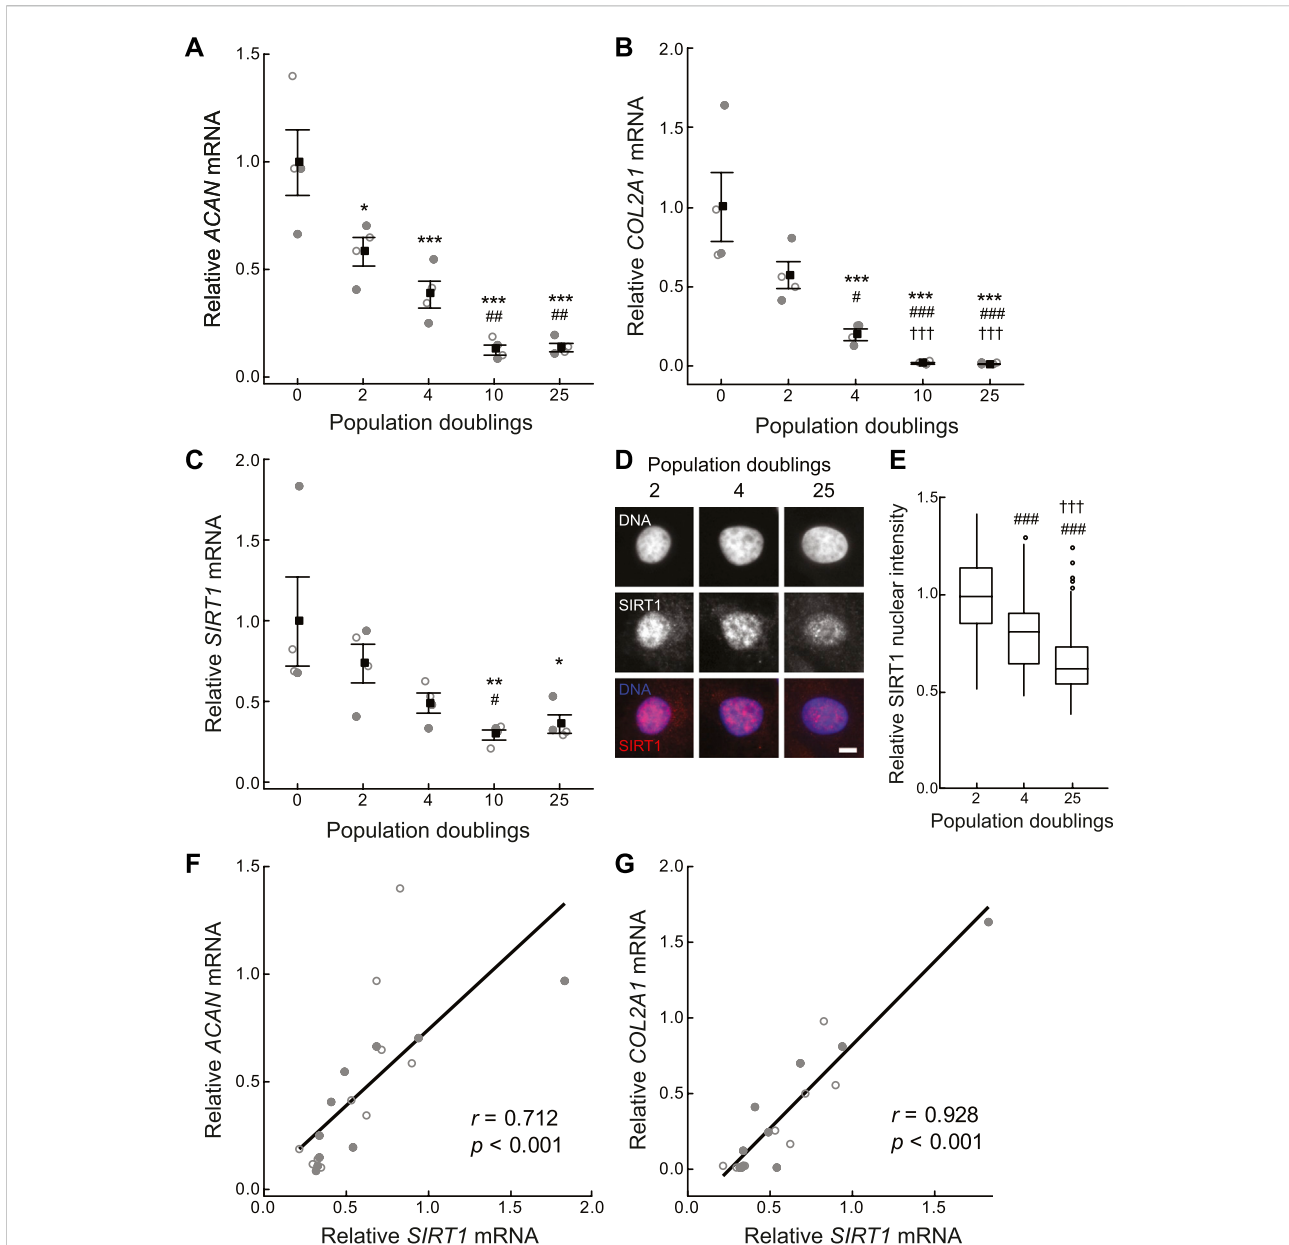 A
Relative ACAN mRNA
1.5
1.0
0.5
0.0
*
***
***
##
***
##
0 2 4 10 25
Population doublings
B
Relative COL2A1 mRNA
2.0
1.5
1.0
0.5
0.0
***
#
***
###
†††
***
###
†††
0 2 4 10 25
Population doublings
C
Relative SIRT1 mRNA
2.0
1.5
1.0
0.5
0.0
**
#
*
0 2 4 10 25
Population doublings
D
Population doublings
2 4 25
DNA
SIRT1
DNA
SIRT1
E
Relative SIRT1 nuclear intensity
1.5
1.0
0.5
0.0
###
†††
###
2 4 25
Population doublings
F
Relative ACAN mRNA
1.5
1.0
0.5
0.0
r = 0.712
p < 0.001
0.0 0.5 1.0 1.5 2.0
Relative SIRT1 mRNA
G
Relative COL2A1 mRNA
2.0
1.5
1.0
0.5
0.0
r = 0.928
p < 0.001
0.0 0.5 1.0 1.5
Relative SIRT1 mRNA